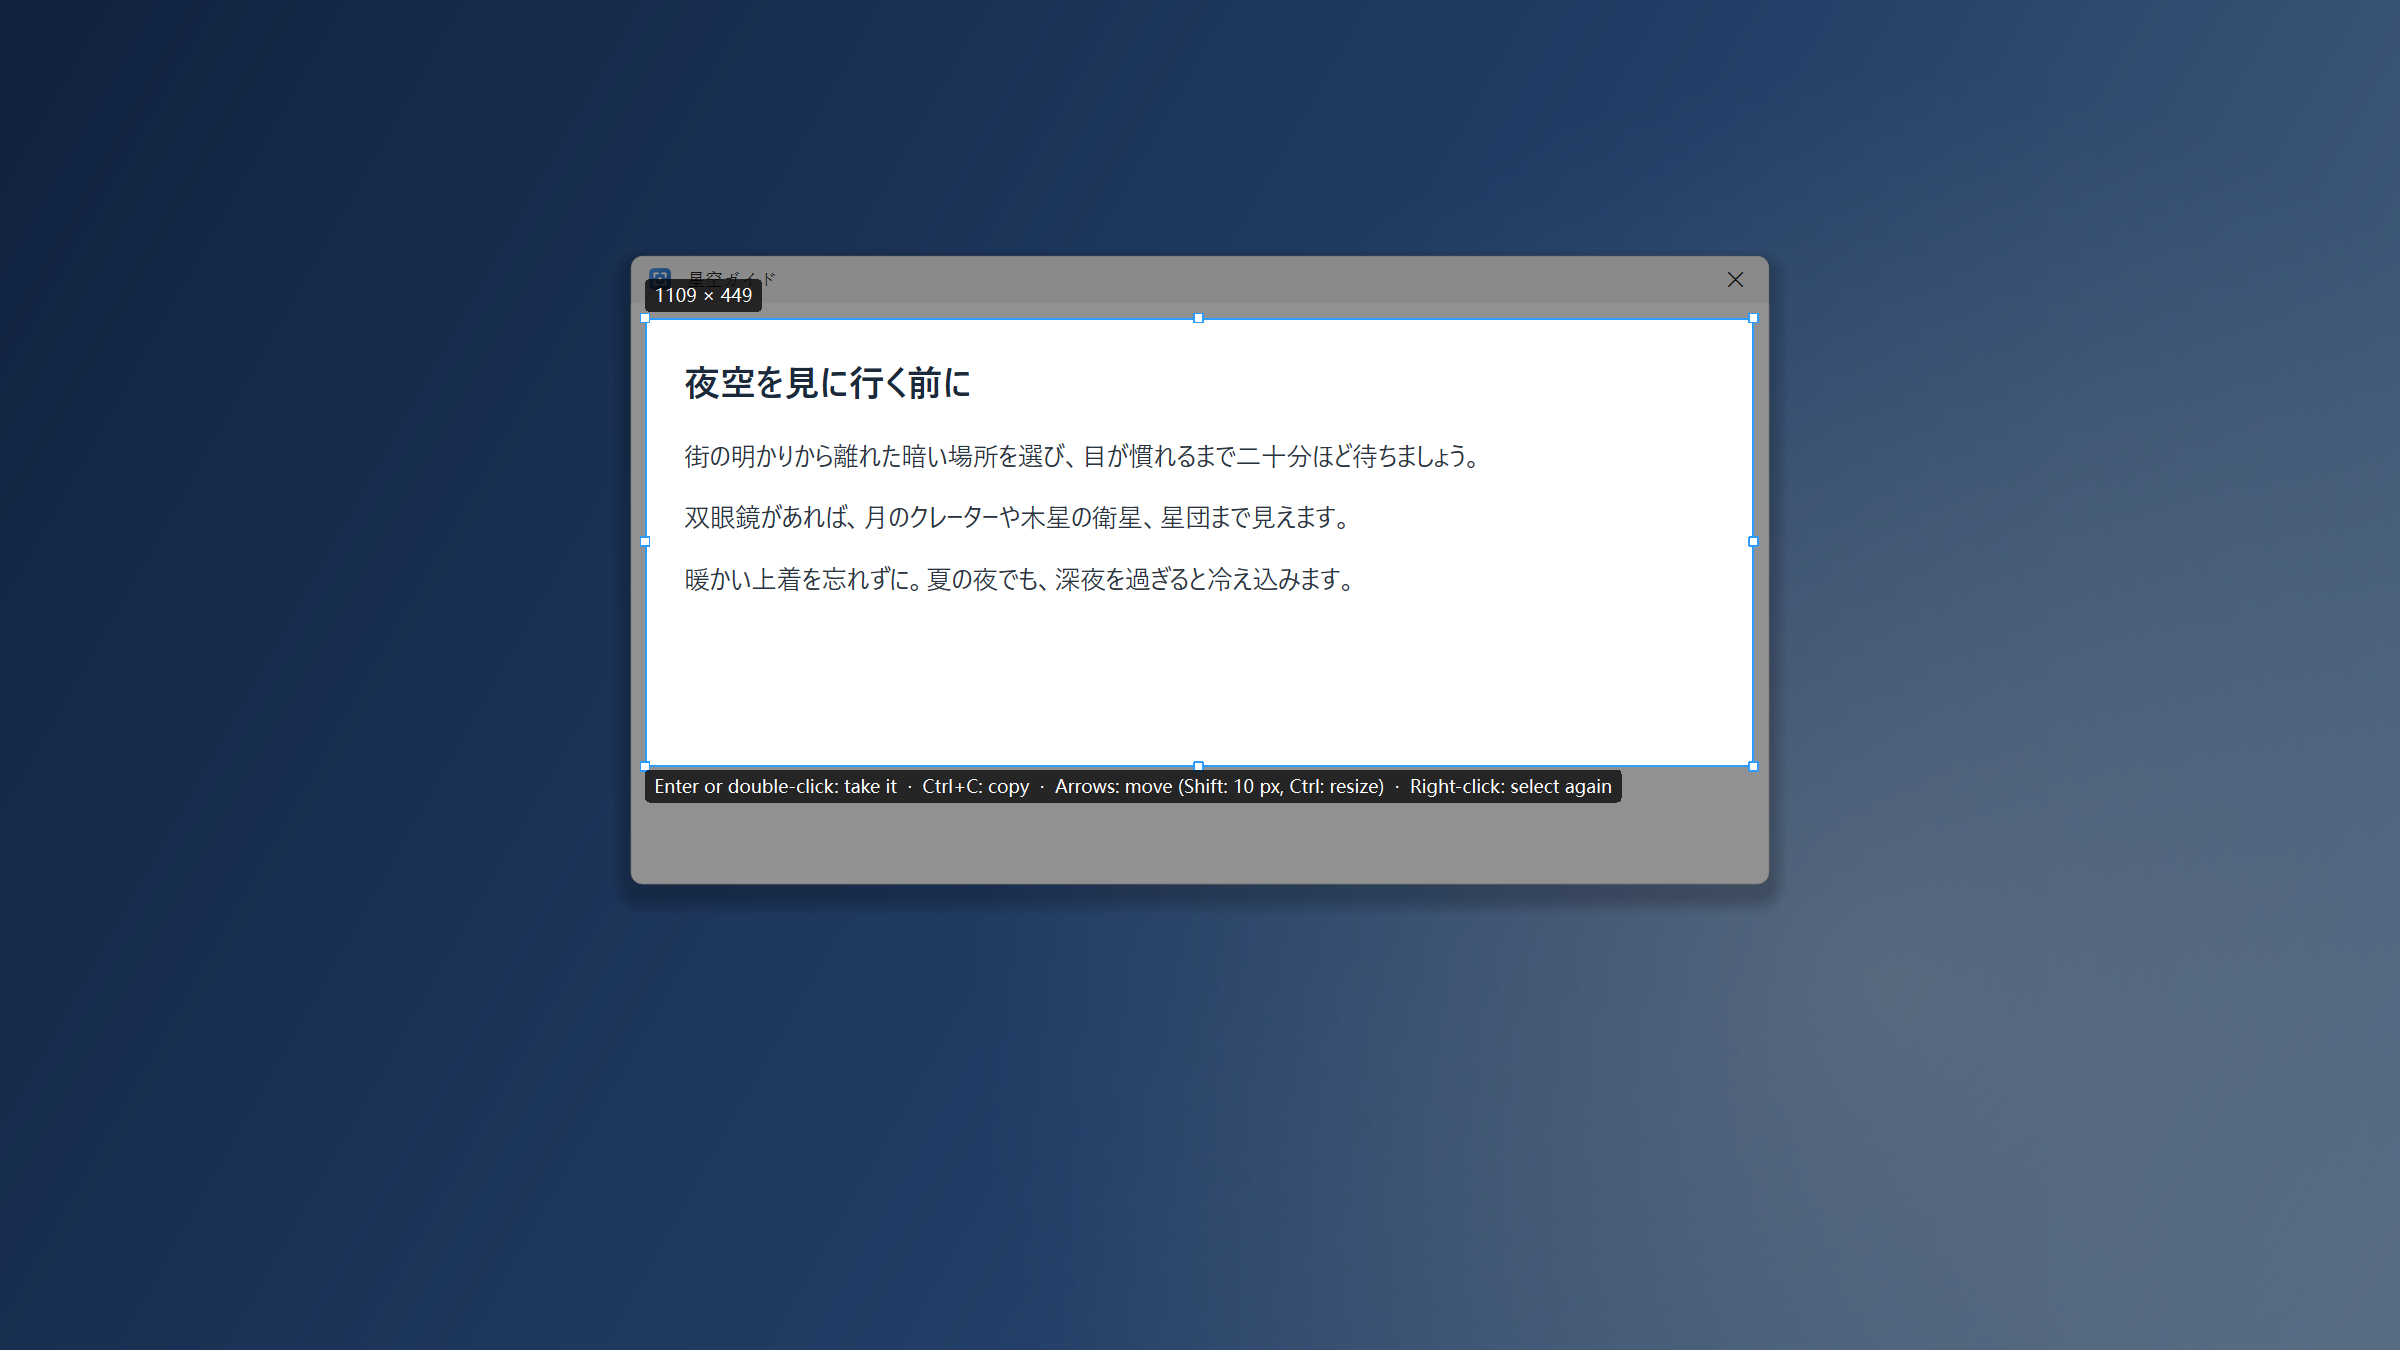 星空ガイド
1109 × 449
夜空を見に行く前に
街の明かりから離れた暗い場所を選び、目が慣れるまで二十分ほど待ちましょう。
双眼鏡があれば、月のクレーターや木星の衛星、星団まで見えます。
暖かい上着を忘れずに。夏の夜でも、深夜を過ぎると冷え込みます。
Enter or double-click: take it · Ctrl+C: copy · Arrows: move (Shift: 10 px, Ctrl: resize) · Right-click: select again